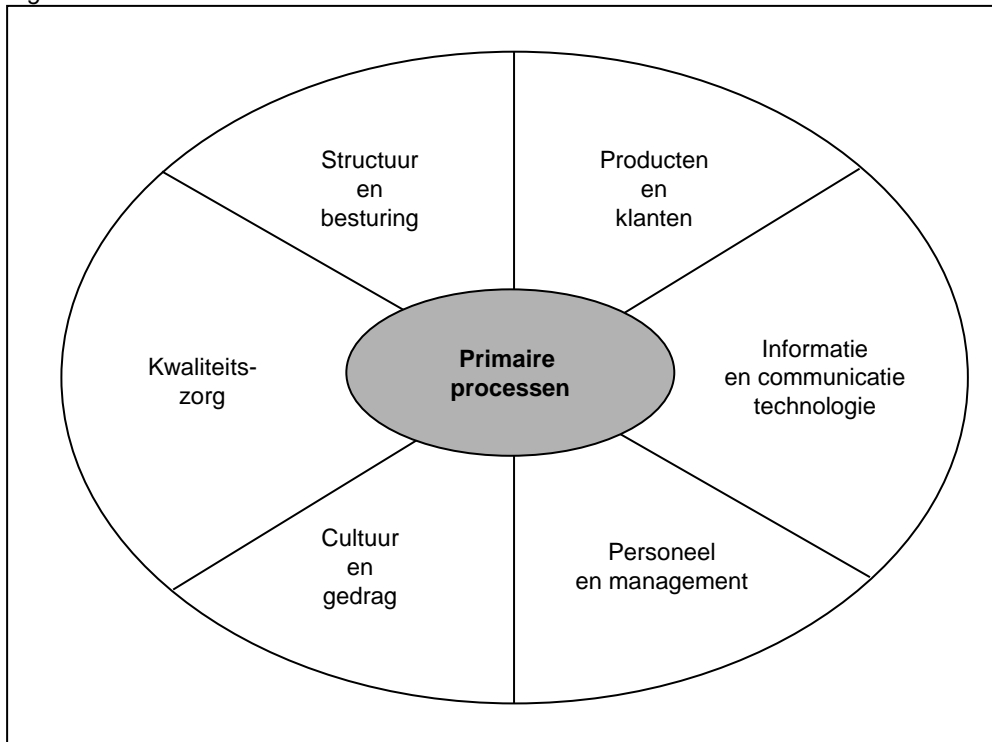 Structuur
en
besturing
Producten
en
klanten
Kwaliteits-
zorg
Primaire
processen
Informatie
en communicatie
technologie
Cultuur
en
gedrag
Personeel
en management